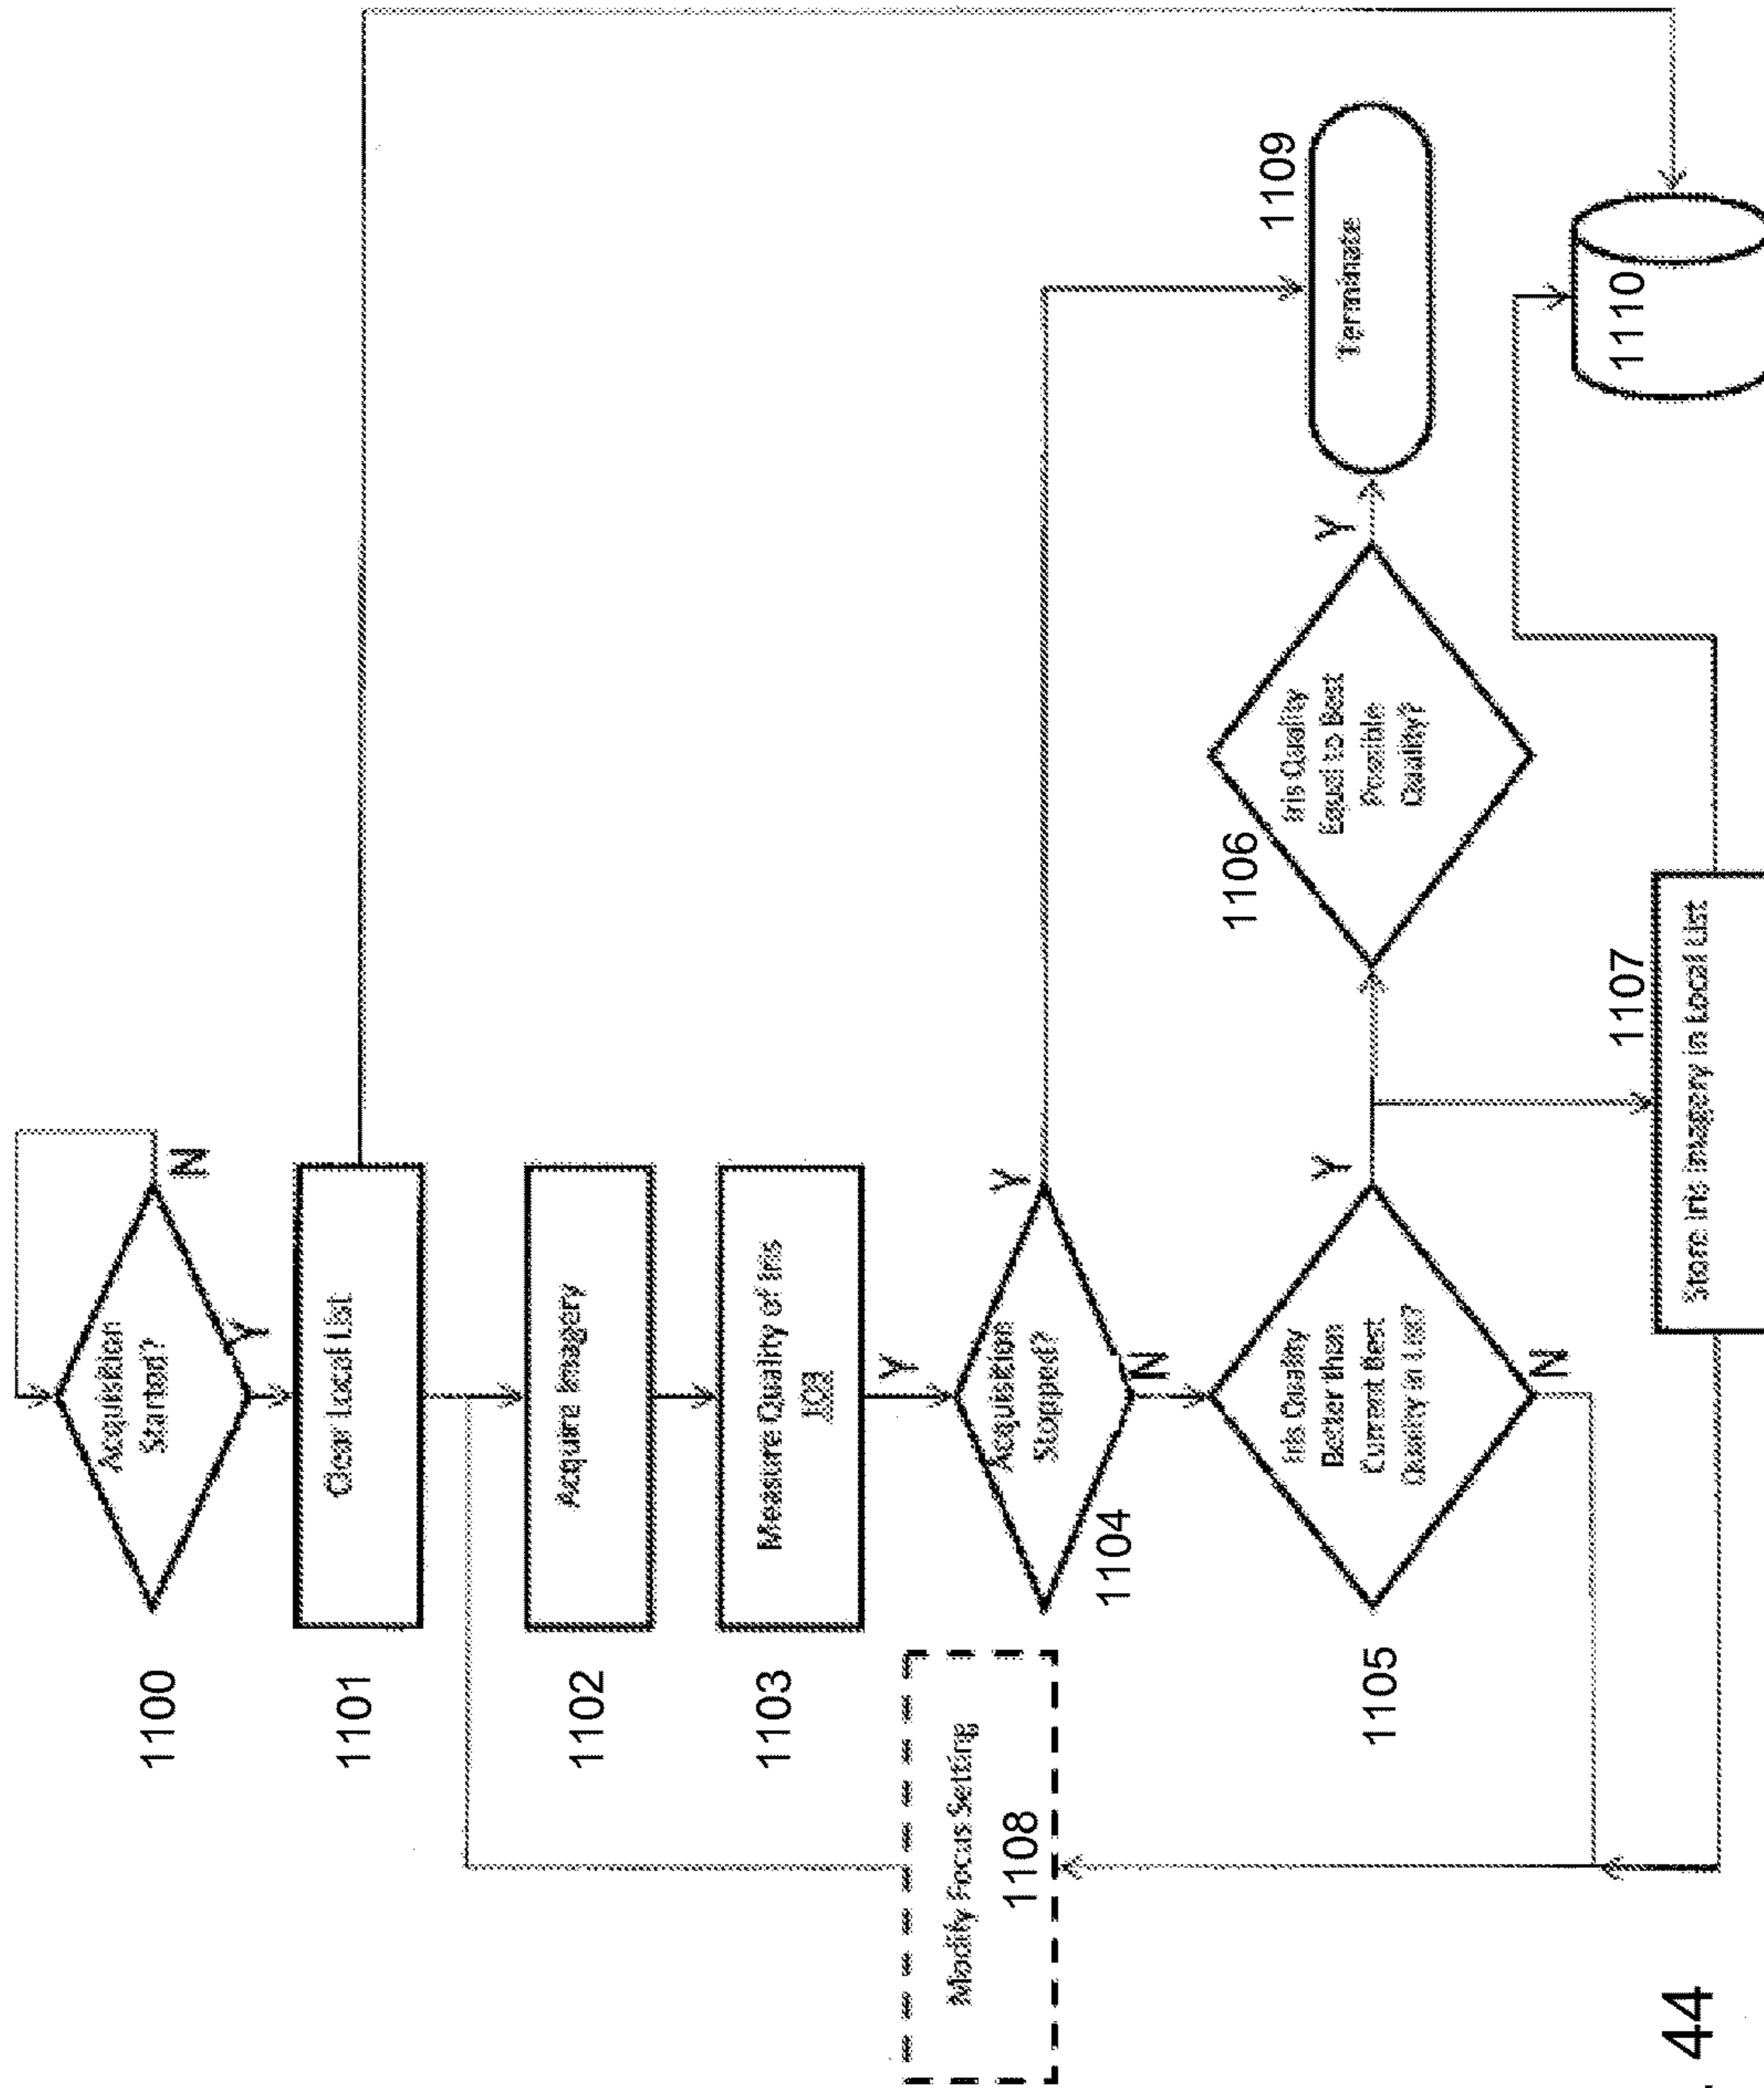 1100
Acquisition
Started?
N
Y
1101
Clear Local List
1102
Acquire Imagery
1103
Measure Quality of Iris
103
Y
1104
Acquisition
Stopped?
Y
N
1108
Modify Focus Setting
1105
Iris Quality
Better than
Current Best
Quality in List?
Y
N
1106
Iris Quality
Equal to Best
Possible
Quality?
Y
1109
Terminate
1107
Store Iris Imagery in Local List
1110
44